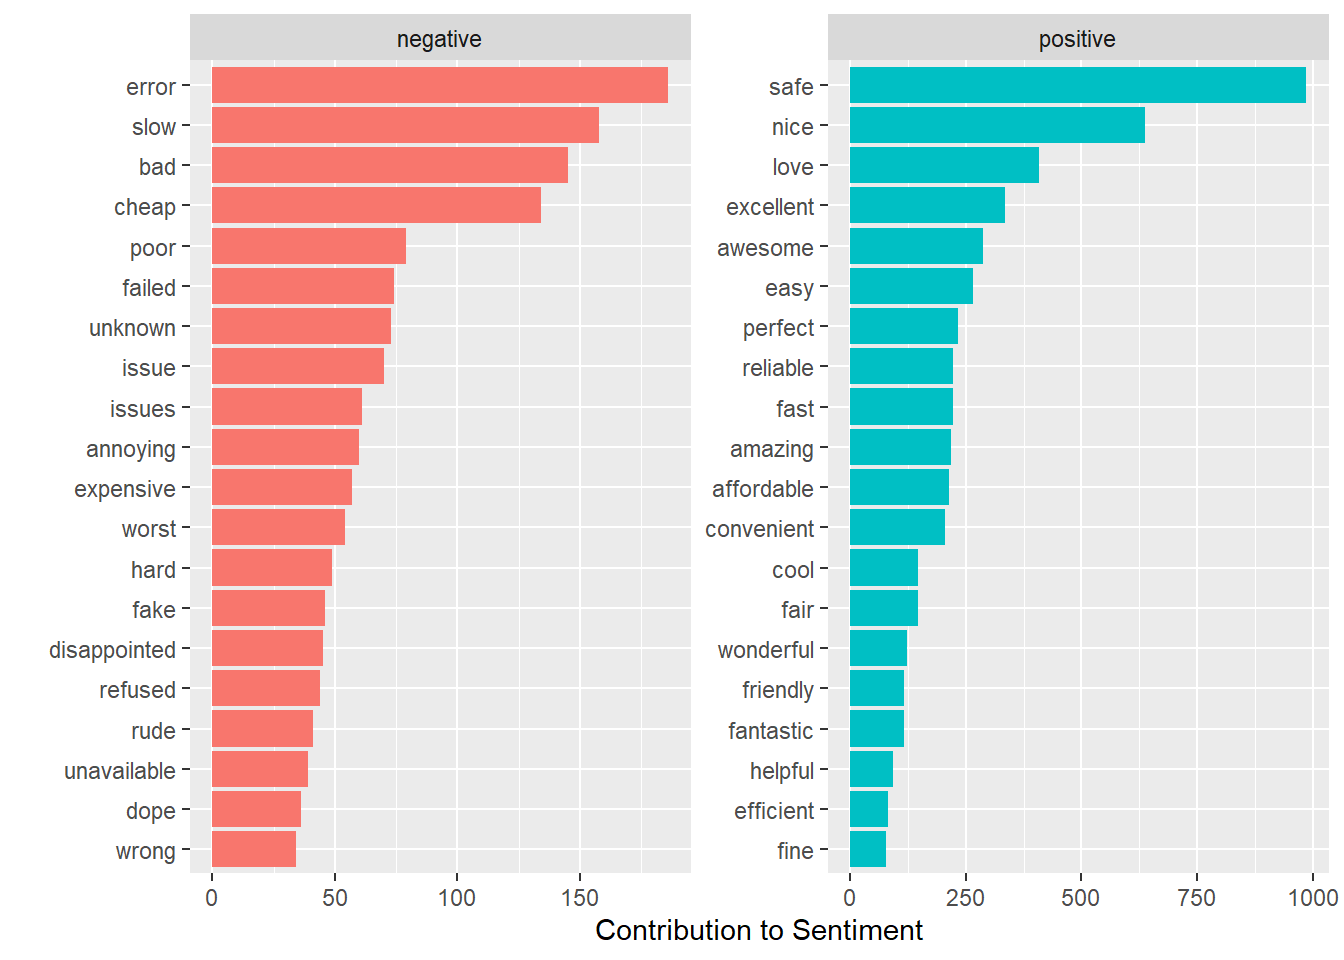 negative
error
slow
bad
cheap
poor
failed
unknown
issue
issues
annoying
expensive
worst
hard
fake
disappointed
refused
rude
unavailable
dope
wrong
0 50 100 150
positive
safe
nice
love
excellent
awesome
easy
perfect
reliable
fast
amazing
affordable
convenient
cool
fair
wonderful
friendly
fantastic
helpful
efficient
fine
0 250 500 750 1000
Contribution to Sentiment